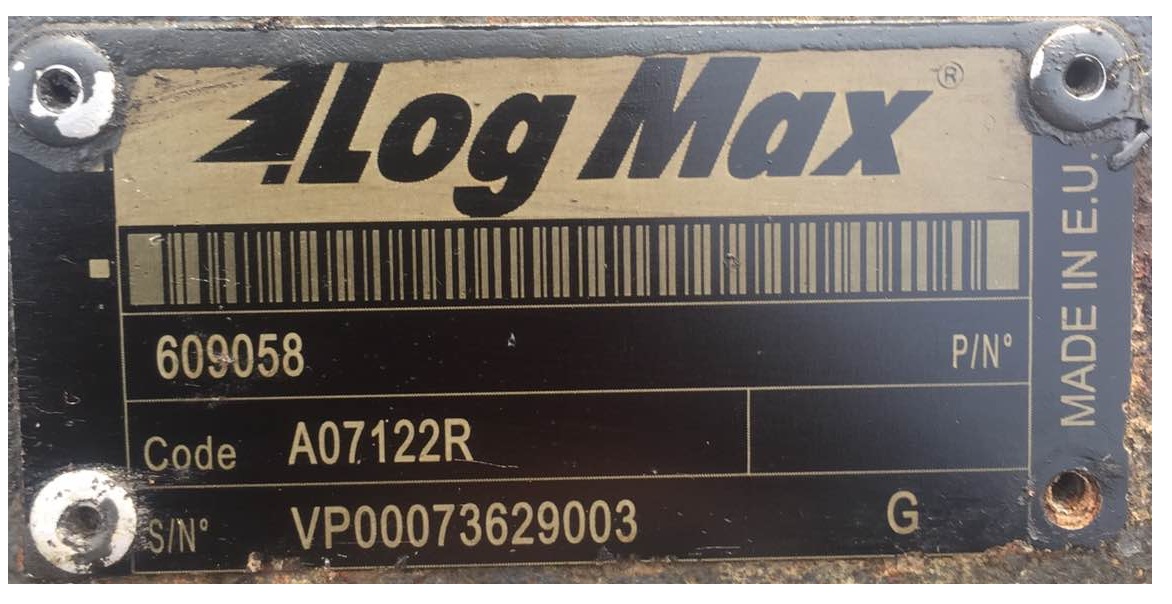 Log Max ®
609058 P/N°
Code A07122R
S/N° VP00073629003 G
MADE IN E.U.